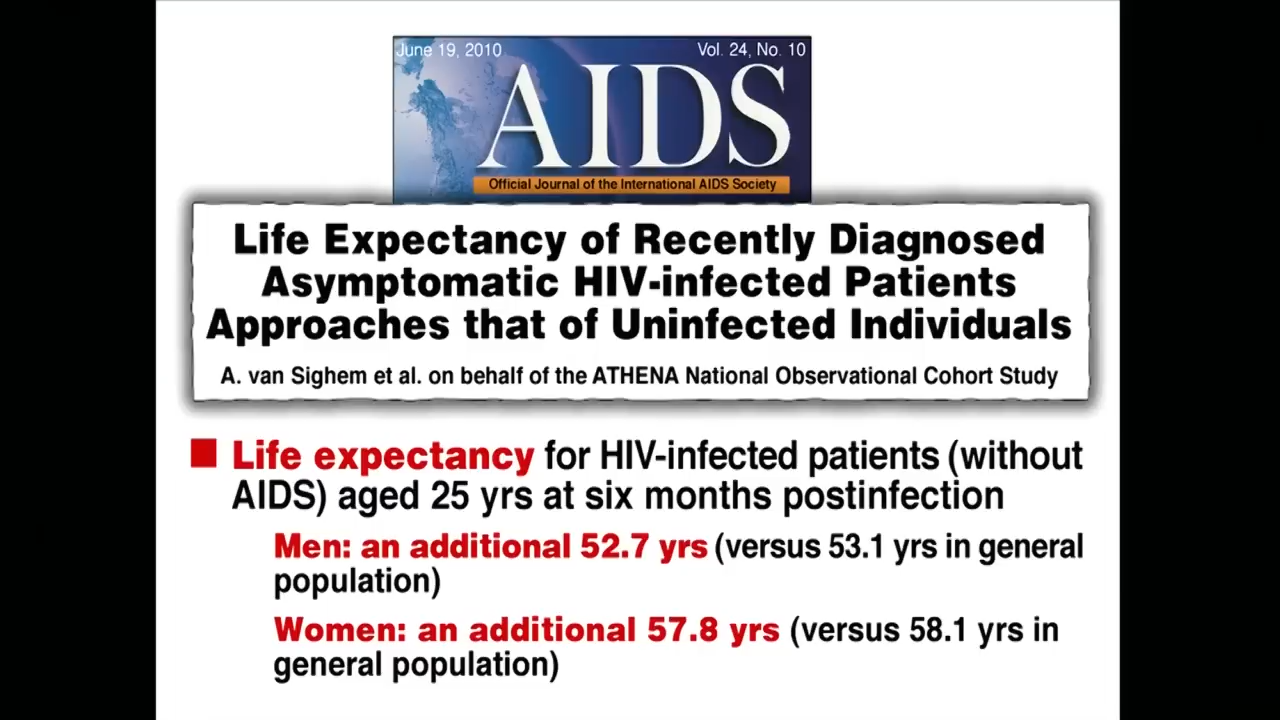 June 19, 2010 Vol. 24, No. 10
AIDS
Official Journal of the International AIDS Society
Life Expectancy of Recently Diagnosed
Asymptomatic HIV-infected Patients
Approaches that of Uninfected Individuals
A. van Sighem et al. on behalf of the ATHENA National Observational Cohort Study
Life expectancy for HIV-infected patients (without
AIDS) aged 25 yrs at six months postinfection
Men: an additional 52.7 yrs (versus 53.1 yrs in general
population)
Women: an additional 57.8 yrs (versus 58.1 yrs in
general population)